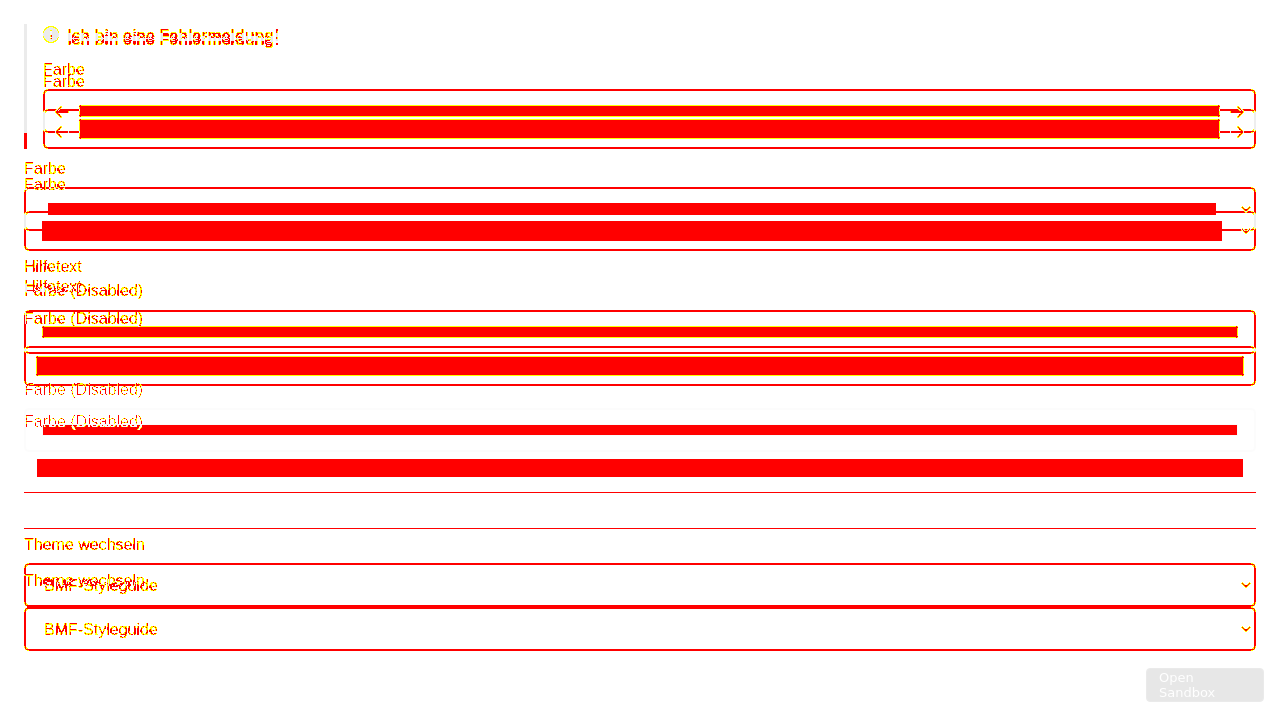 Ich bin eine Fehlermeldung!
Farbe
Farbe
Farbe
Farbe
Hilfetext
Hilfetext
Farbe (Disabled)
Farbe (Disabled)
Farbe (Disabled)
Farbe (Disabled)
Theme wechseln
Theme wechseln
BMF-Styleguide
BMF-Styleguide
Open
Sandbox